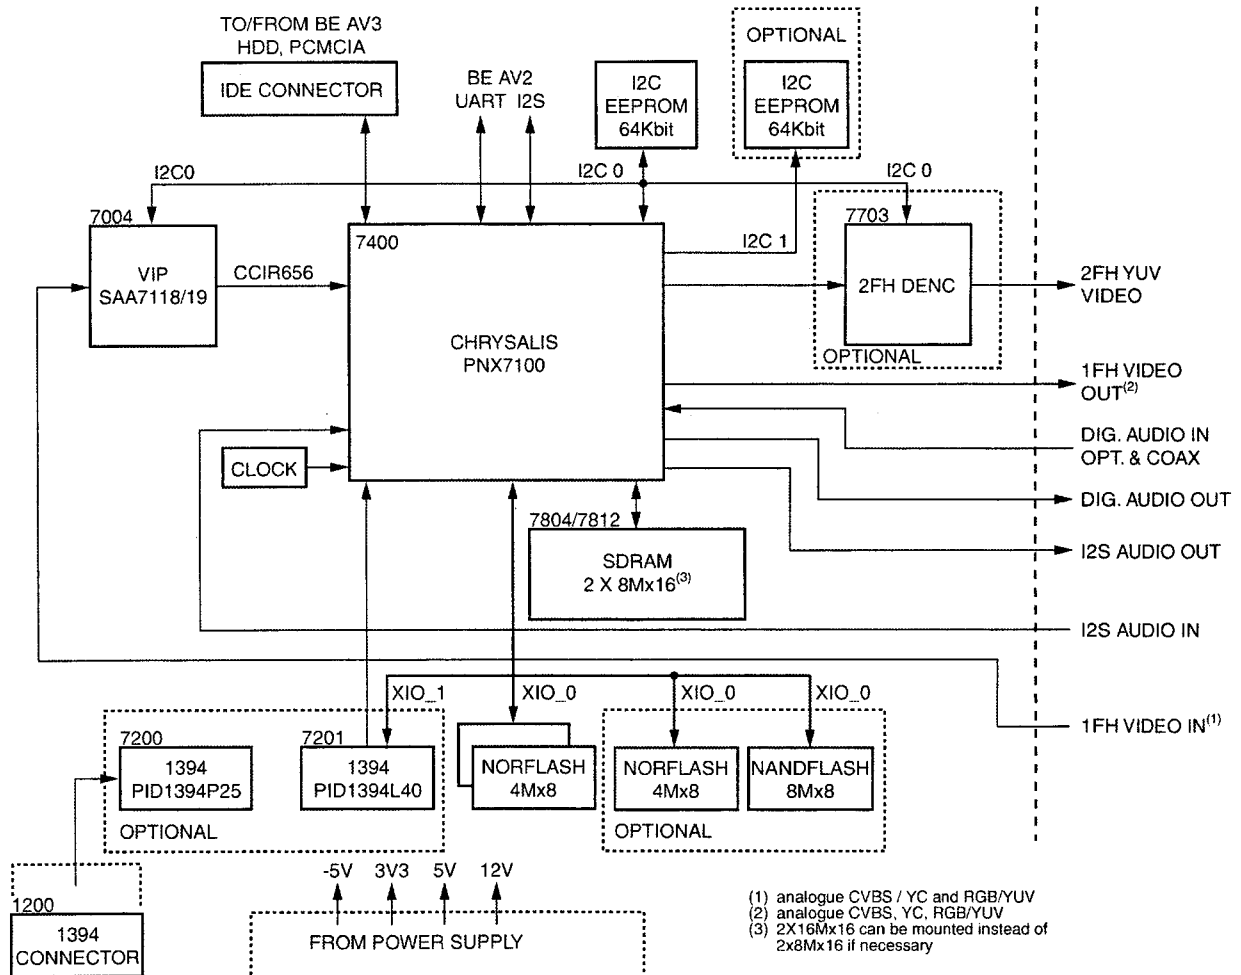 TO/FROM BE AV3
HDD, PCMCIA
IDE CONNECTOR
BE AV2
UART I2S
I2C
EEPROM
64Kbit
OPTIONAL
I2C
EEPROM
64Kbit
I2C0
I2C 0
I2C 0
7004
VIP
SAA7118/19
CCIR656
7400
CHRYSALIS
PNX7100
I2C 1
7703
2FH DENC
OPTIONAL
2FH YUV
VIDEO
1FH VIDEO
OUT(2)
DIG. AUDIO IN
OPT. & COAX
DIG. AUDIO OUT
I2S AUDIO OUT
I2S AUDIO IN
1FH VIDEO IN(1)
CLOCK
7804/7812
SDRAM
2 X 8Mx16(3)
XIO_1
XIO_0
XIO_0
XIO_0
7200
1394
PID1394P25
7201
1394
PID1394L40
OPTIONAL
NORFLASH
4Mx8
NORFLASH
4Mx8
NANDFLASH
8Mx8
OPTIONAL
1200
1394
CONNECTOR
-5V 3V3 5V 12V
FROM POWER SUPPLY
(1) analogue CVBS / YC and RGB/YUV
(2) analogue CVBS, YC, RGB/YUV
(3) 2X16Mx16 can be mounted instead of
2x8Mx16 if necessary